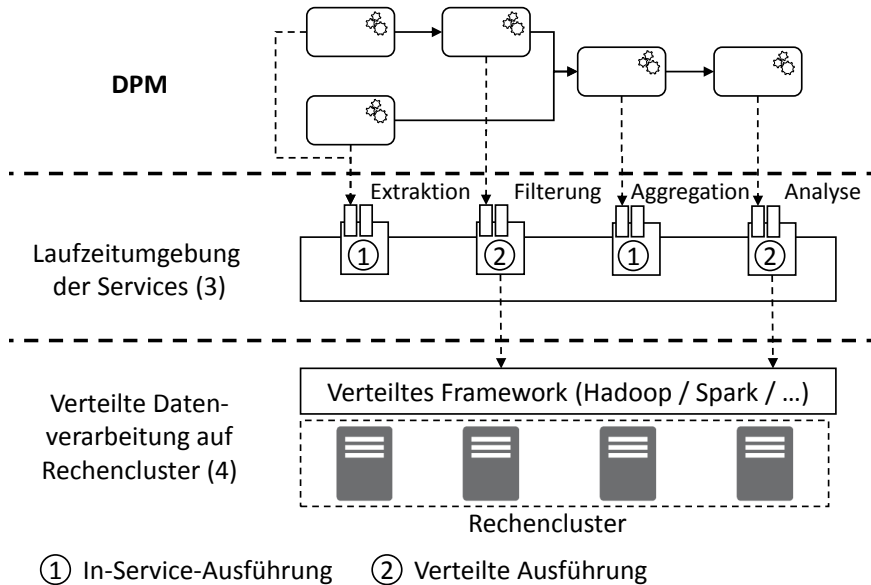 DPM
Extraktion
Filterung
Aggregation
Analyse
Laufzeitumgebung
der Services (3)
1
2
1
2
Verteilte Daten-
verarbeitung auf
Rechencluster (4)
Verteiltes Framework (Hadoop / Spark / ...)
Rechencluster
1 In-Service-Ausführung
2 Verteilte Ausführung